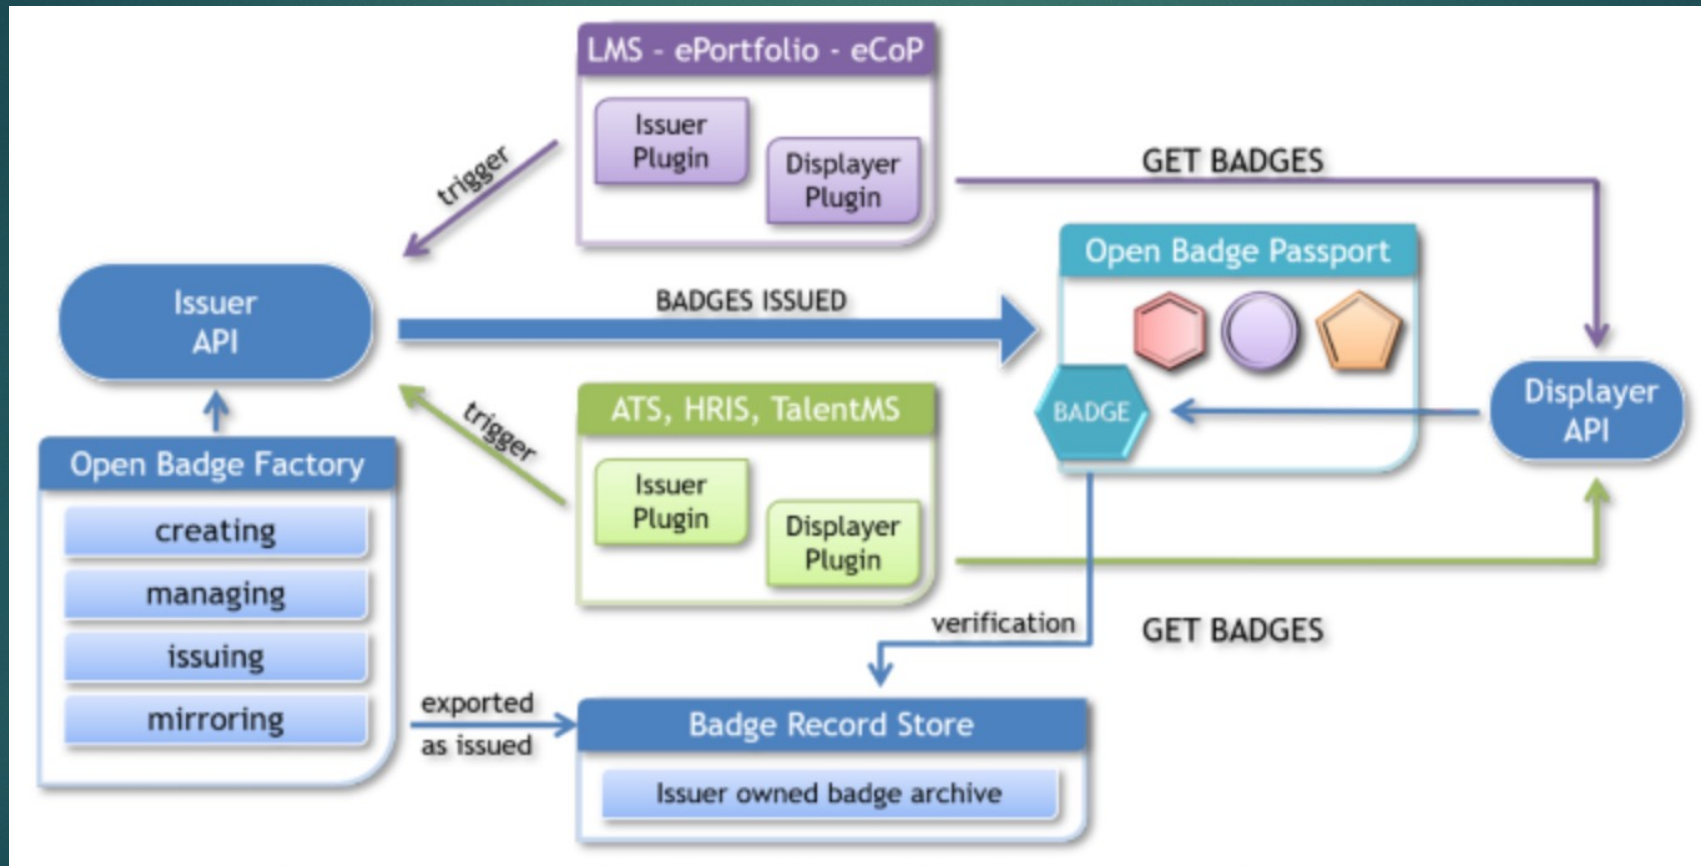 LMS - ePortfolio - eCoP
Issuer
Plugin
Displayer
Plugin
trigger
GET BADGES
Open Badge Passport
Issuer
API
BADGES ISSUED
BADGE
Displayer
API
trigger
ATS, HRIS, TalentMS
Issuer
Plugin
Displayer
Plugin
Open Badge Factory
creating
managing
issuing
mirroring
verification
GET BADGES
exported
as issued
Badge Record Store
Issuer owned badge archive